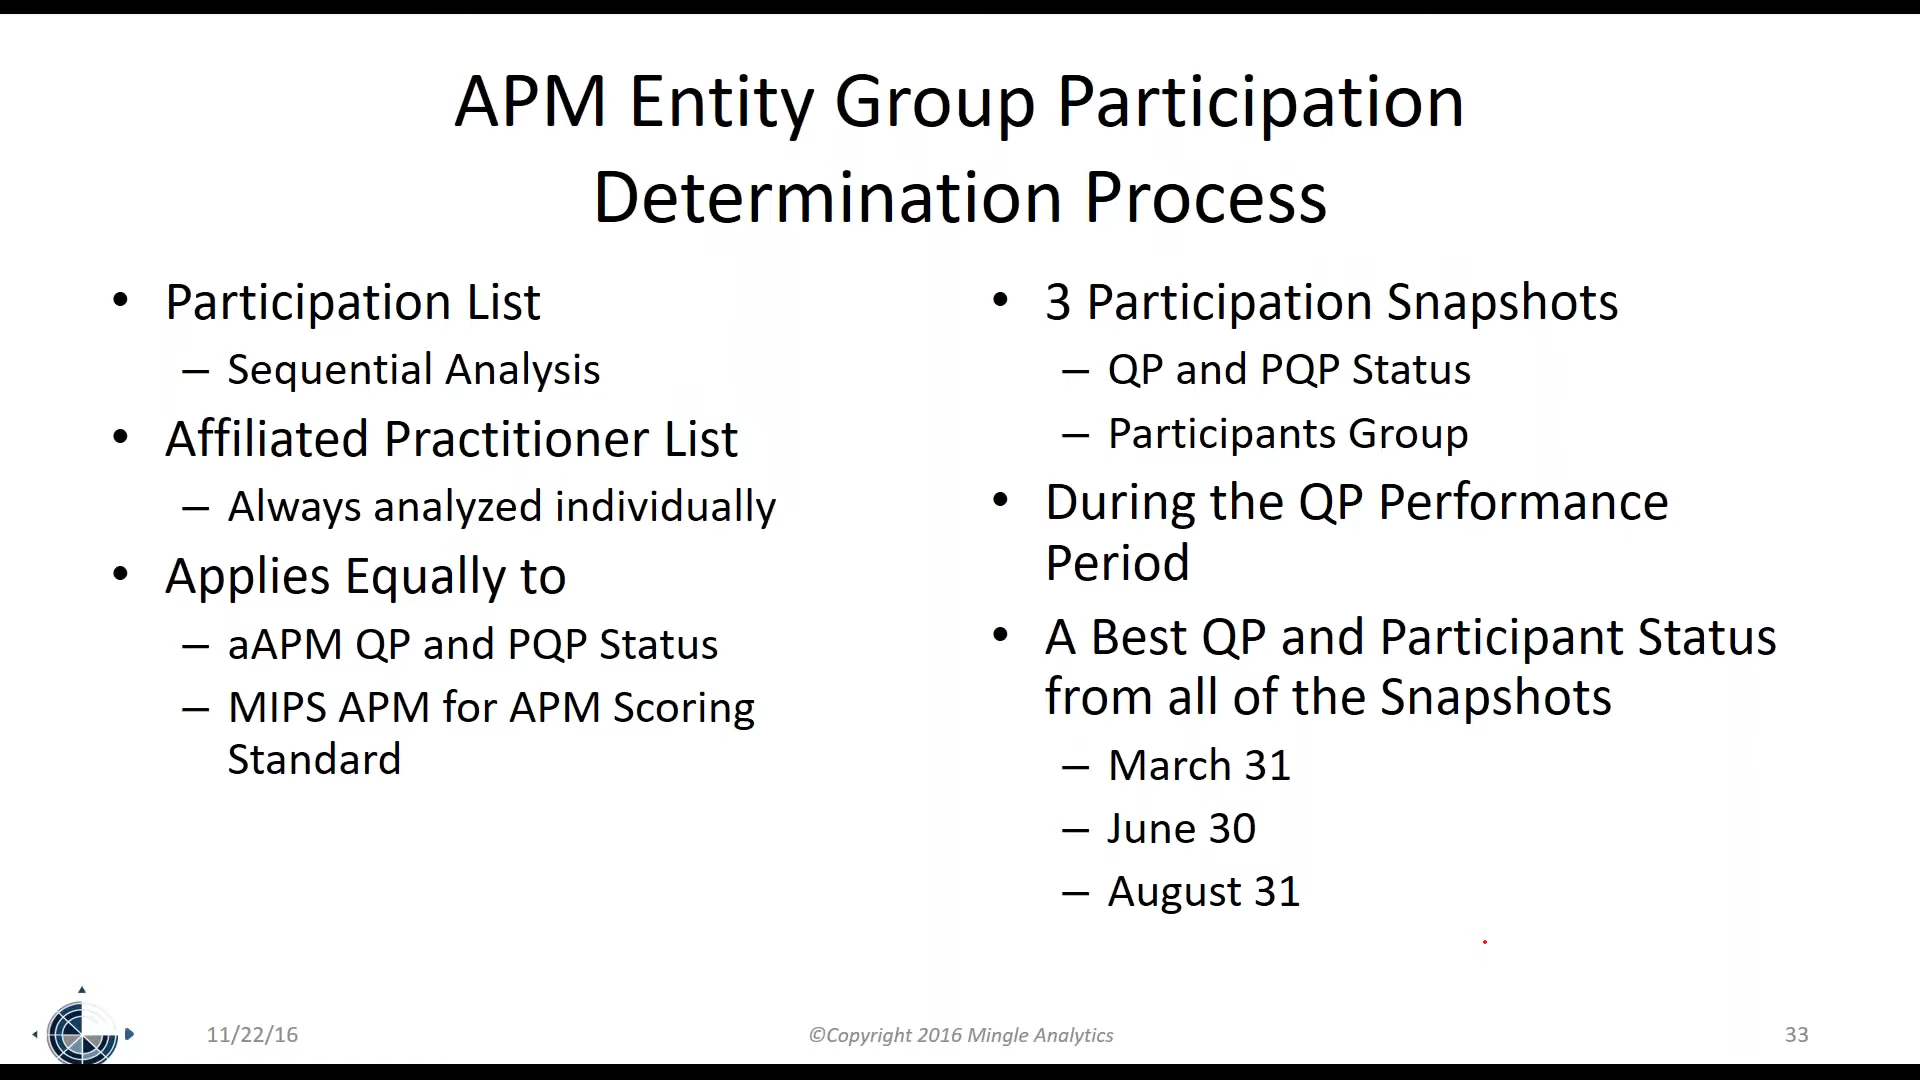 APM Entity Group Participation
Determination Process
• Participation List
– Sequential Analysis
• Affiliated Practitioner List
– Always analyzed individually
• Applies Equally to
– aAPM QP and PQP Status
– MIPS APM for APM Scoring
Standard
• 3 Participation Snapshots
– QP and PQP Status
– Participants Group
• During the QP Performance
Period
• A Best QP and Participant Status
from all of the Snapshots
– March 31
– June 30
– August 31
11/22/16
©Copyright 2016 Mingle Analytics
33